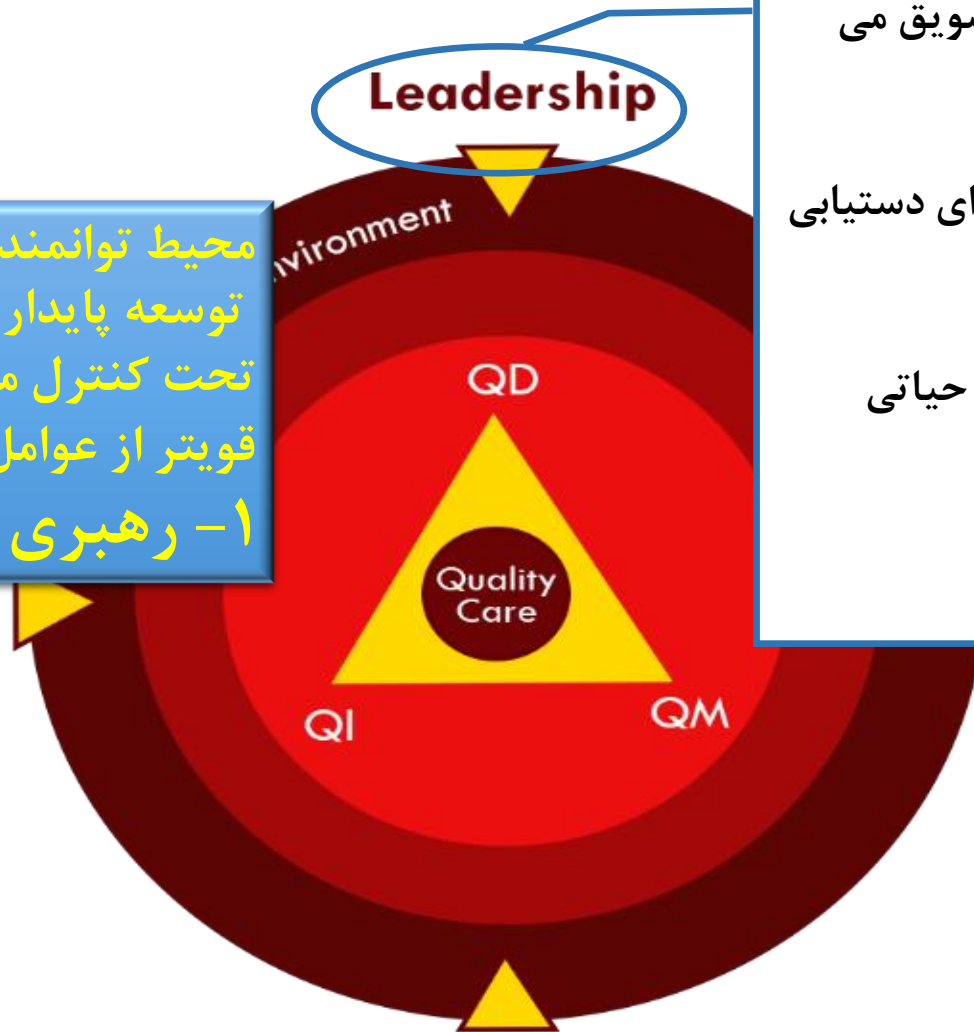 سویق می
Leadership
ای دستیابی
nvironment
محیط توانمند
توسعه پایدار
تحت کنترل م
قویتر از عوامل
۱- رهبری
حیاتی
QD
Quality
Care
QI
QM